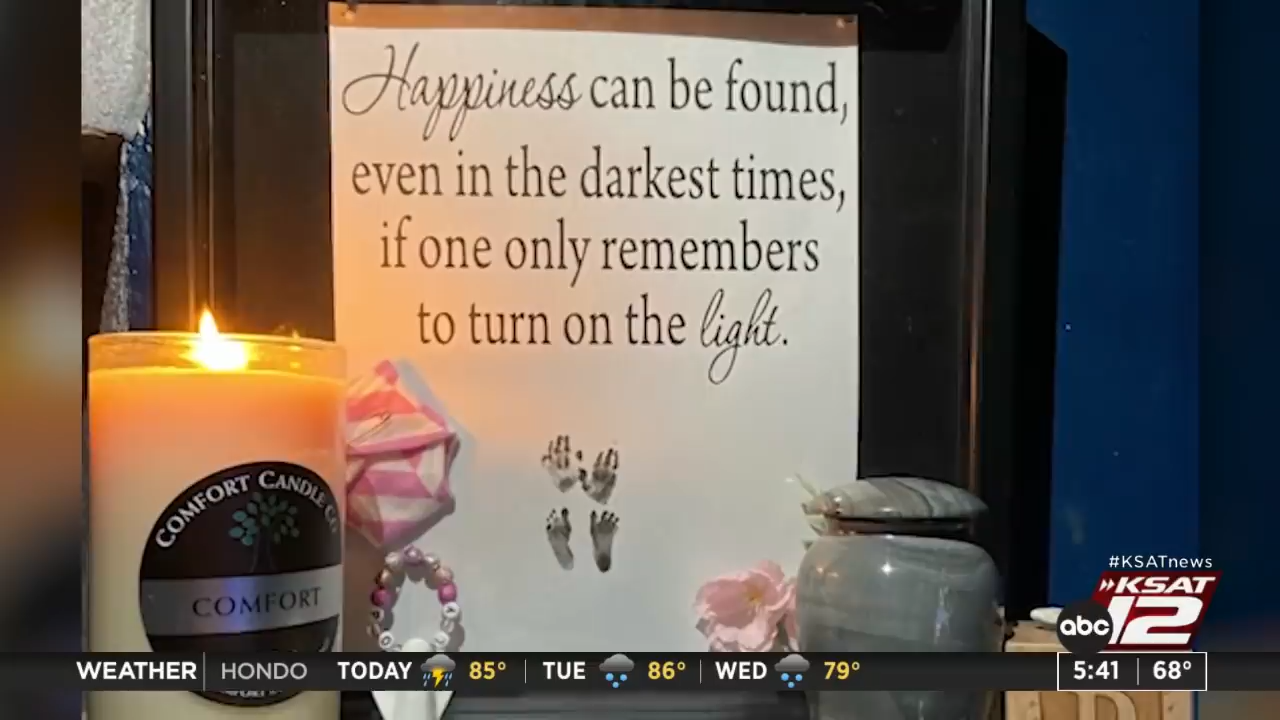 Happiness can be found,
even in the darkest times,
if one only remembers
to turn on the light.
COMFORT CANDLE CO
COMFORT
#KSATnews
KSAT
abc 12
WEATHER HONDO TODAY 85° TUE 86° WED 79° 5:41 68°